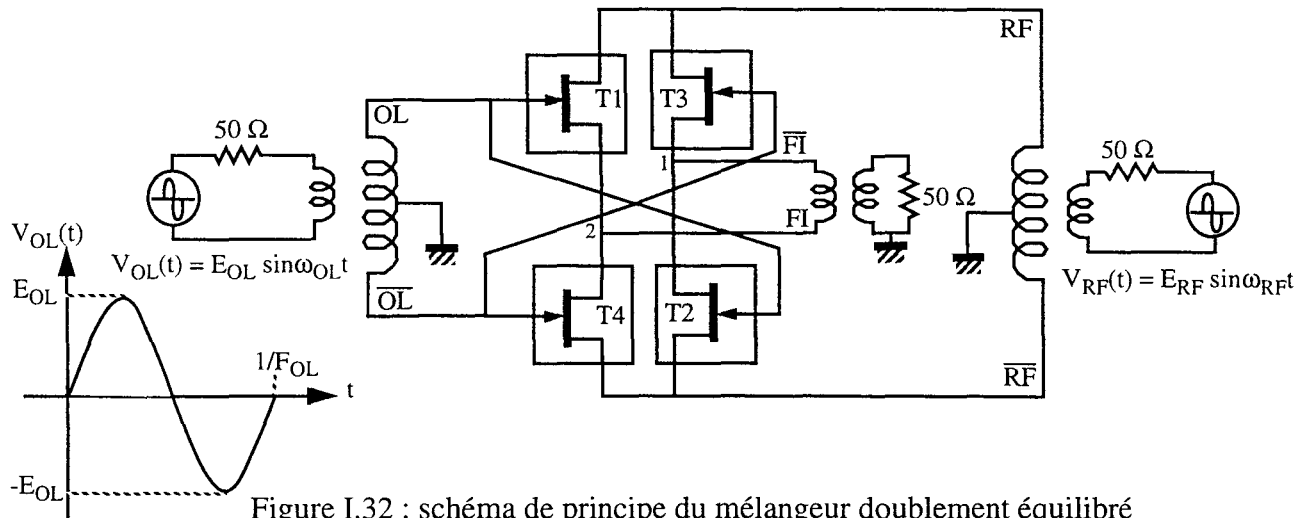 RF
T1
T3
OL
50 Ω
F̅I̅
1
50 Ω
50 Ω
FI
2
V_OL(t)
V_OL(t) = E_OL sinω_OLt
V_RF(t) = E_RF sinω_RFt
E_OL
O̅L̅
T4
T2
1/F_OL
t
R̅F̅
-E_OL
Figure I.32 : schéma de principe du mélangeur doublement équilibré